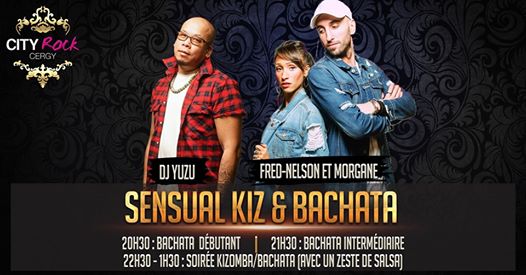 CITY Rock
CERGY
DJ YUZU
FRED-NELSON ET MORGANE
SENSUAL KIZ & BACHATA
20H30 : BACHATA DÉBUTANT | 21H30 : BACHATA INTERMÉDIAIRE
22H30 - 1H30 : SOIRÉE KIZOMBA/BACHATA (AVEC UN ZESTE DE SALSA)